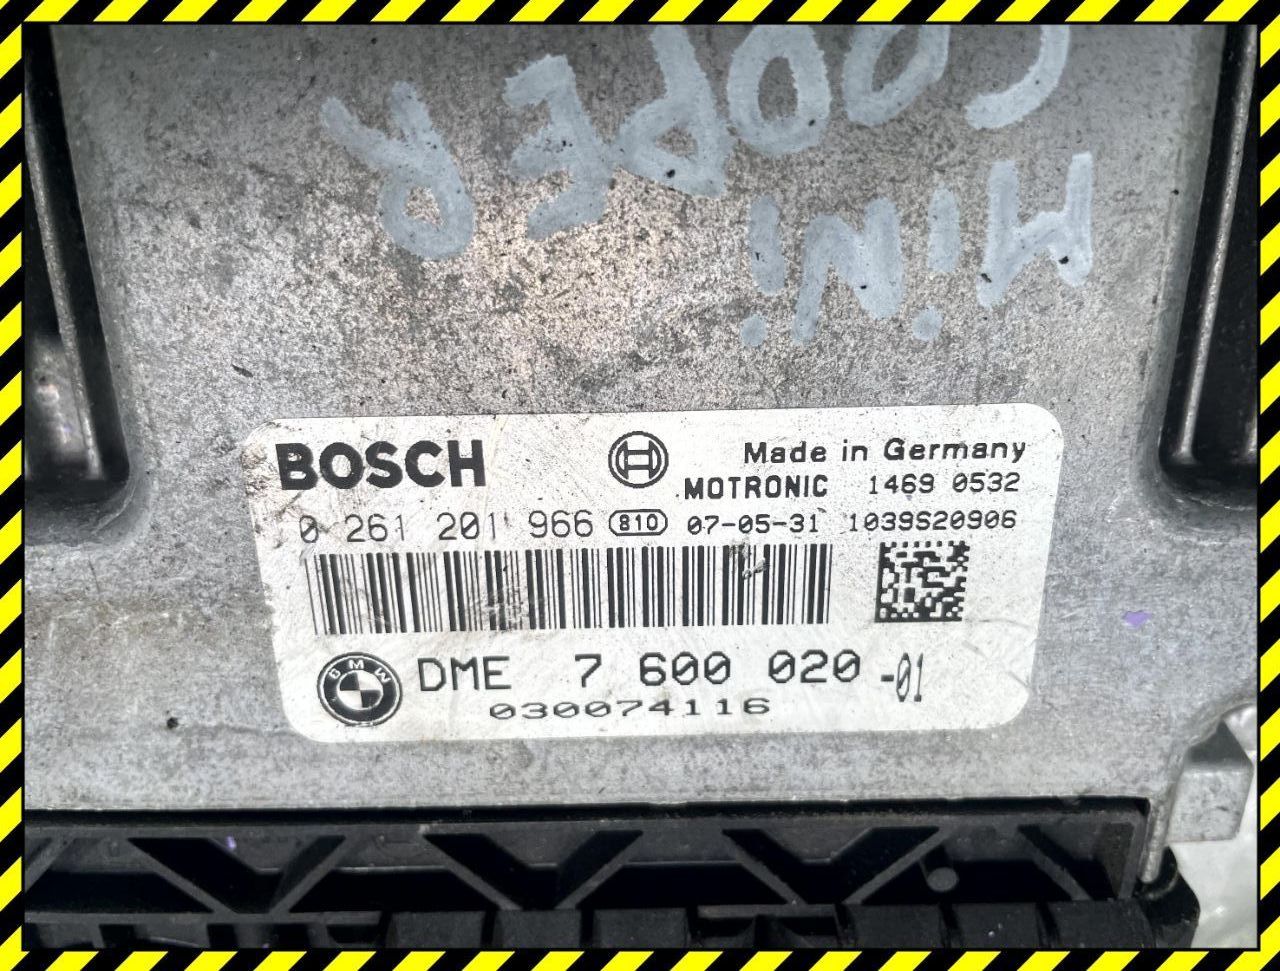 MiNi
COOPER
BOSCH
Made in Germany
MOTRONIC 1469 0532
0 261 201 966 810 07-05-31 1039S20906
BMW
DME 7 600 020 -01
030074116